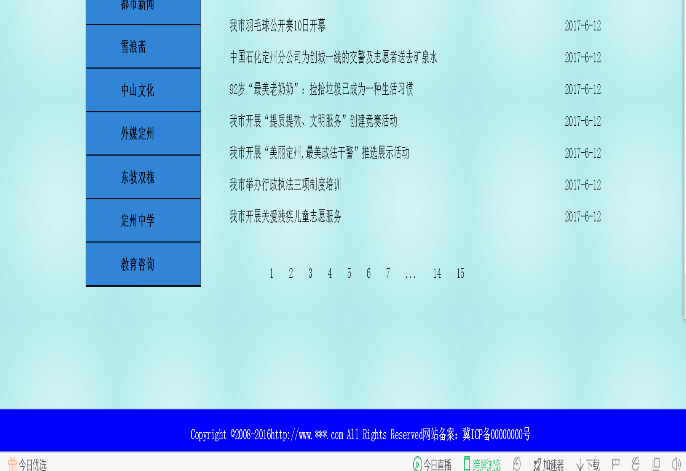 都市新闻
雪浪斋
中山文化
外媒定州
东坡双槐
定州中学
教育咨询
我市羽毛球公开赛10日开幕 2017-6-12
中国石化定州分公司为创城一线的交警及志愿者送去矿泉水 2017-6-12
92岁“最美老奶奶”：捡拾垃圾已成为一种生活习惯 2017-6-12
我市开展“提质提效、文明服务”创建竞赛活动 2017-6-12
我市开展“美丽定州.最美政法干警”推选展示活动 2017-6-12
我市举办行政执法三项制度培训 2017-6-12
我市开展关爱残疾儿童志愿服务 2017-6-12
1 2 3 4 5 6 7 ... 14 15
Copyright ©2008-2016http://www.***.com All Rights Reserved网站备案：冀ICP备00000000号
今日优选 今日直播 跨屏浏览 加速器 下载